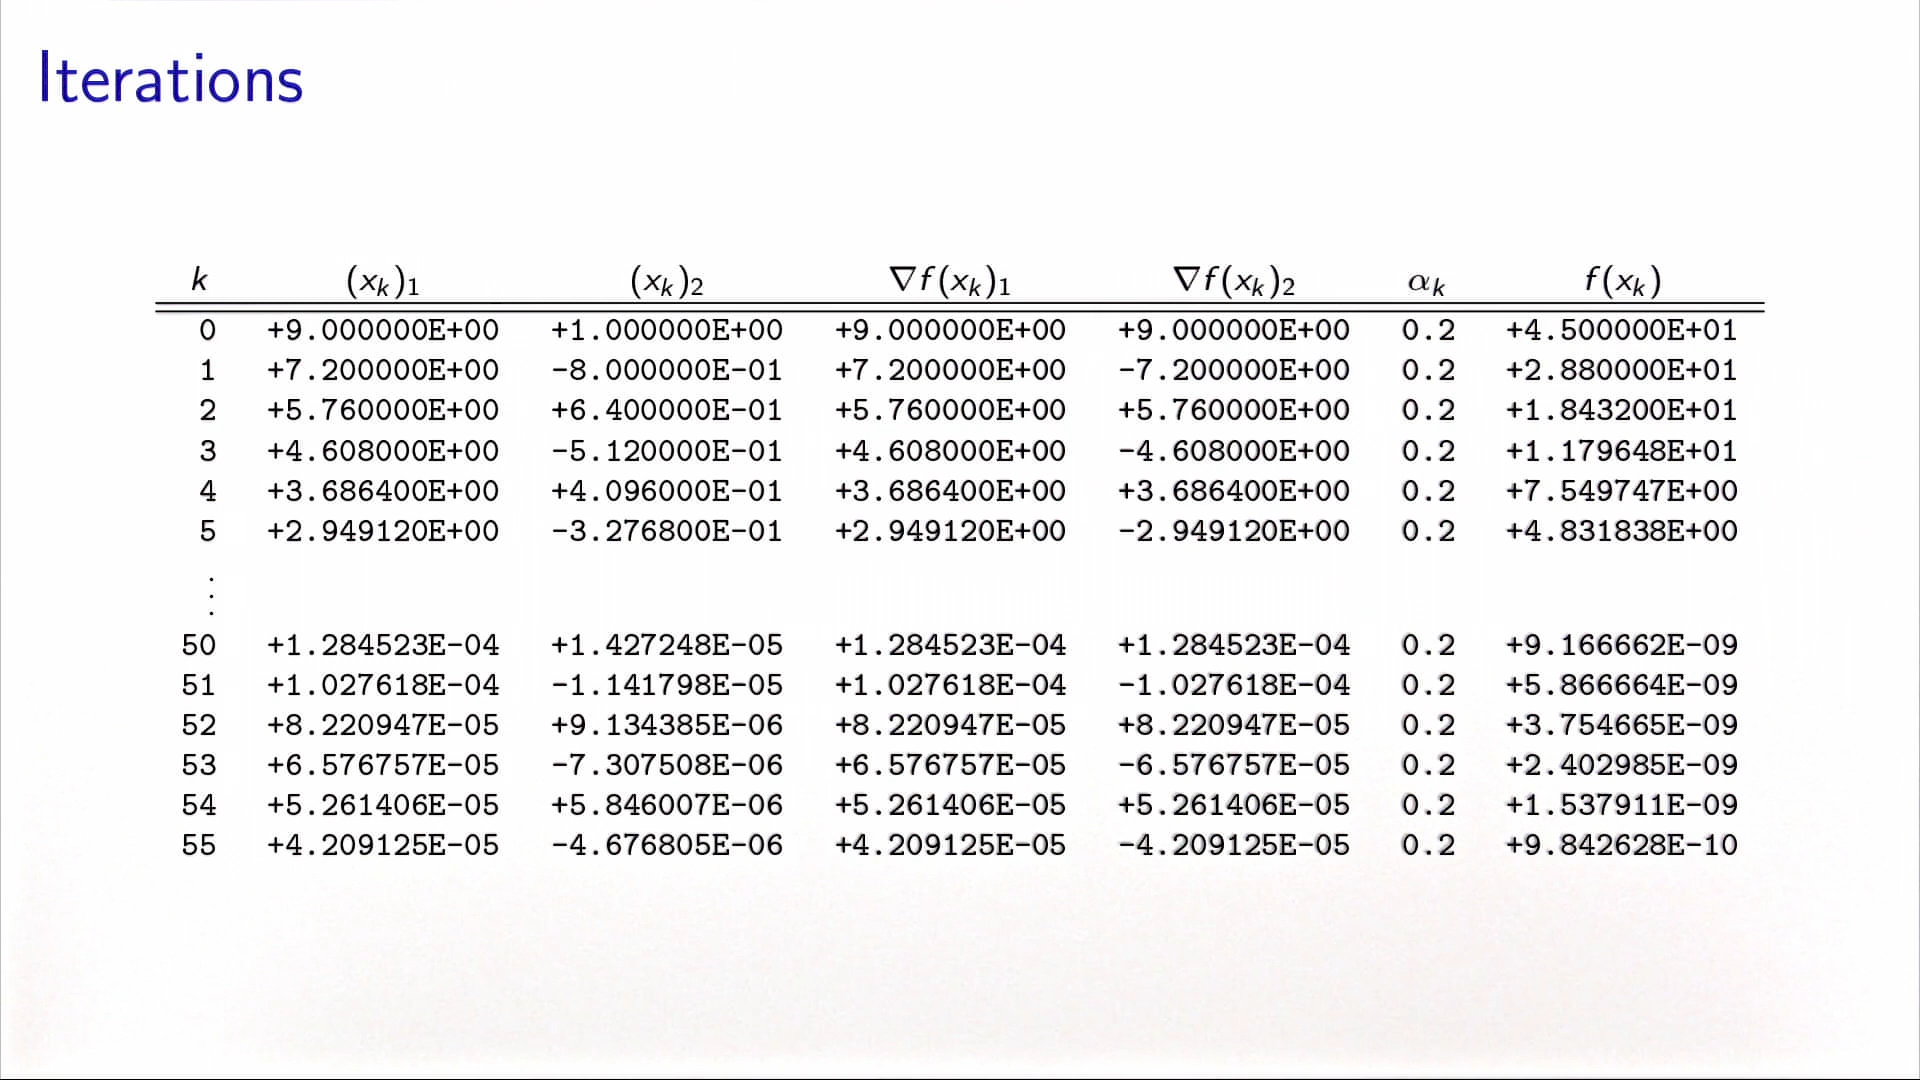 Iterations
k (x_k)_1 (x_k)_2 ∇f(x_k)_1 ∇f(x_k)_2 α_k f(x_k)
0 +9.000000E+00 +1.000000E+00 +9.000000E+00 +9.000000E+00 0.2 +4.500000E+01
1 +7.200000E+00 -8.000000E-01 +7.200000E+00 -7.200000E+00 0.2 +2.880000E+01
2 +5.760000E+00 +6.400000E-01 +5.760000E+00 +5.760000E+00 0.2 +1.843200E+01
3 +4.608000E+00 -5.120000E-01 +4.608000E+00 -4.608000E+00 0.2 +1.179648E+01
4 +3.686400E+00 +4.096000E-01 +3.686400E+00 +3.686400E+00 0.2 +7.549747E+00
5 +2.949120E+00 -3.276800E-01 +2.949120E+00 -2.949120E+00 0.2 +4.831838E+00
⋮
50 +1.284523E-04 +1.427248E-05 +1.284523E-04 +1.284523E-04 0.2 +9.166662E-09
51 +1.027618E-04 -1.141798E-05 +1.027618E-04 -1.027618E-04 0.2 +5.866664E-09
52 +8.220947E-05 +9.134385E-06 +8.220947E-05 +8.220947E-05 0.2 +3.754665E-09
53 +6.576757E-05 -7.307508E-06 +6.576757E-05 -6.576757E-05 0.2 +2.402985E-09
54 +5.261406E-05 +5.846007E-06 +5.261406E-05 +5.261406E-05 0.2 +1.537911E-09
55 +4.209125E-05 -4.676805E-06 +4.209125E-05 -4.209125E-05 0.2 +9.842628E-10